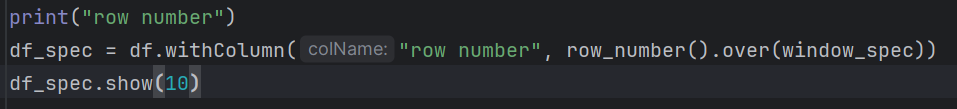 print("row number")
df_spec = df.withColumn( colName: "row number", row_number().over(window_spec))
df_spec.show(10)